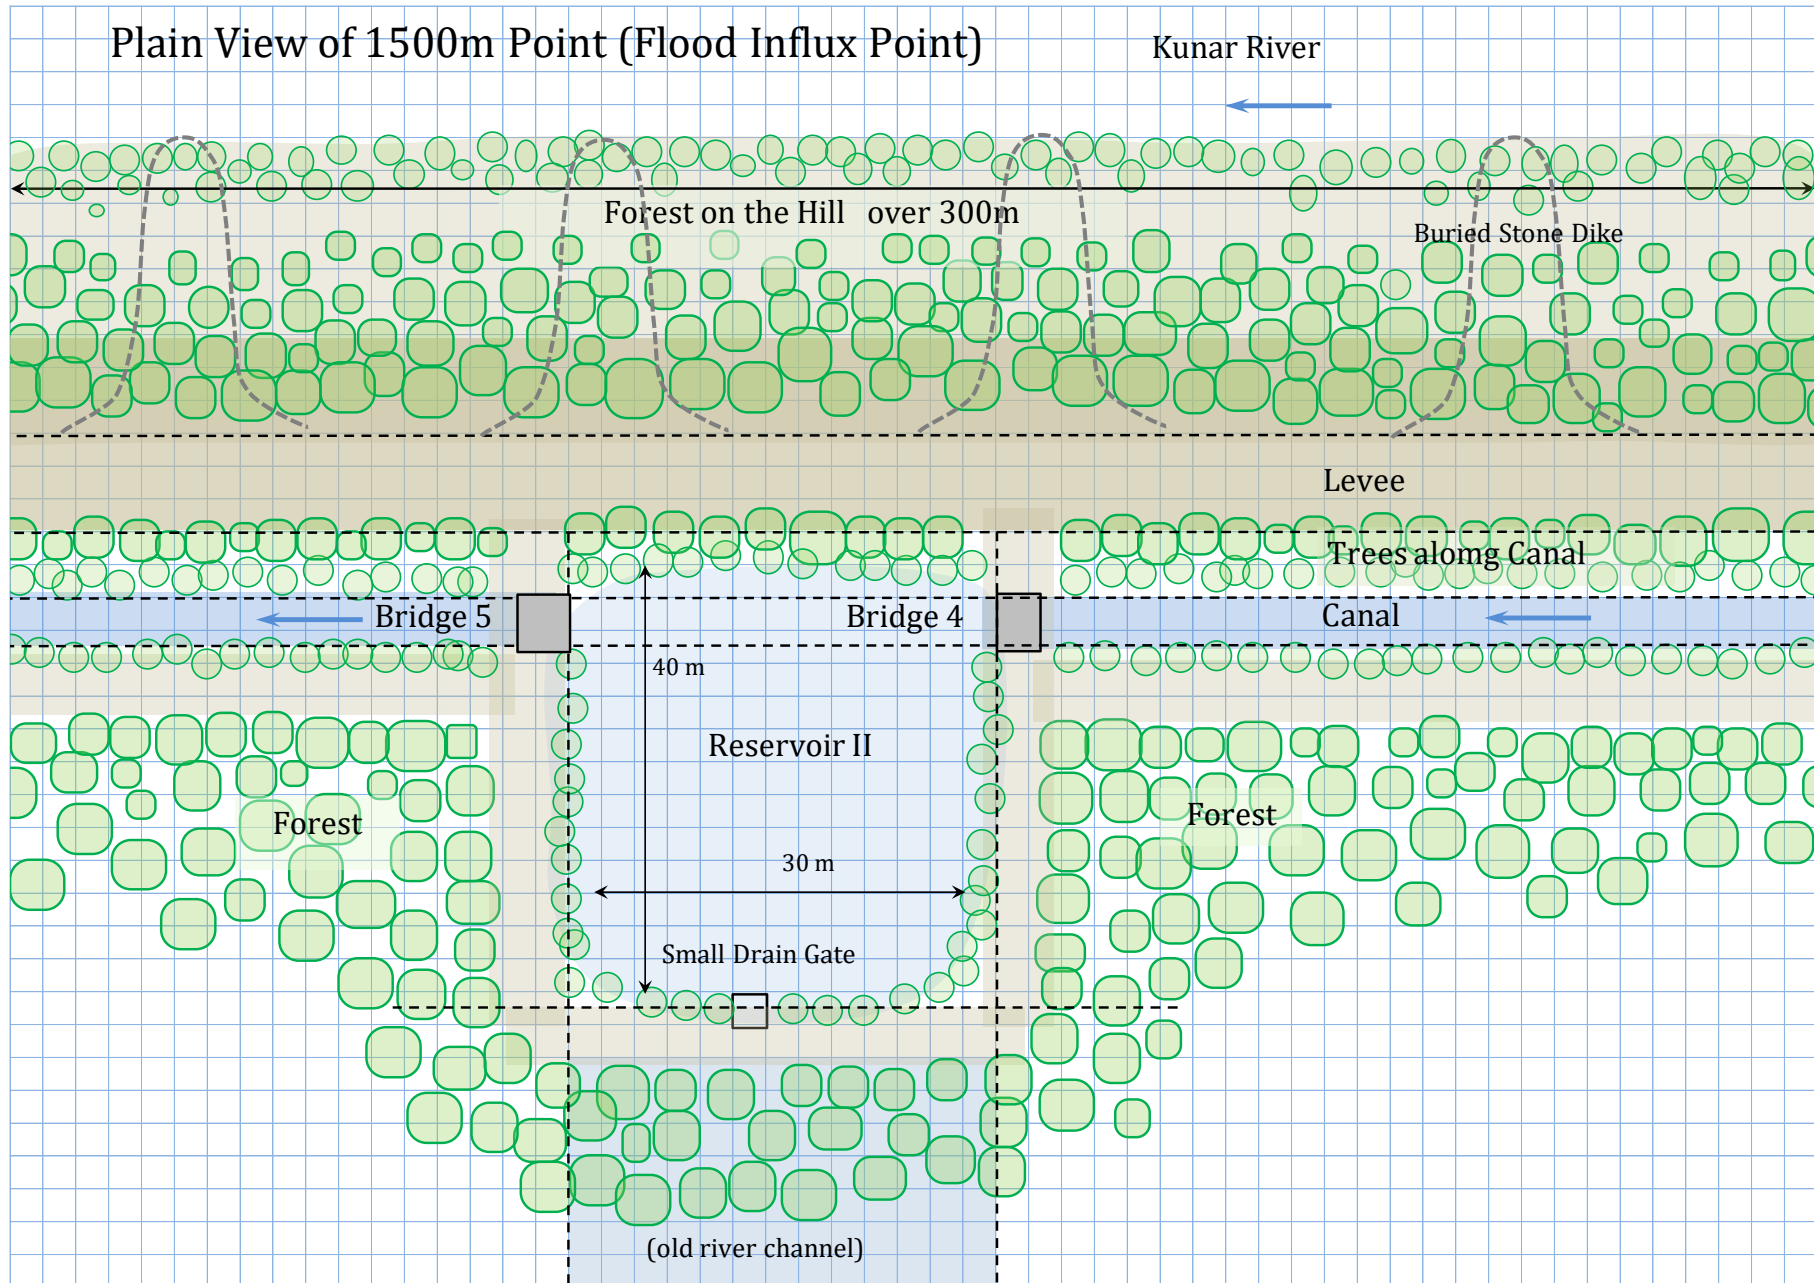 Plain View of 1500m Point (Flood Influx Point)
Kunar River
Forest on the Hill over 300m
Buried Stone Dike
Levee
Trees alomg Canal
Bridge 5
Bridge 4
Canal
40 m
Reservoir II
Forest
Forest
30 m
Small Drain Gate
(old river channel)